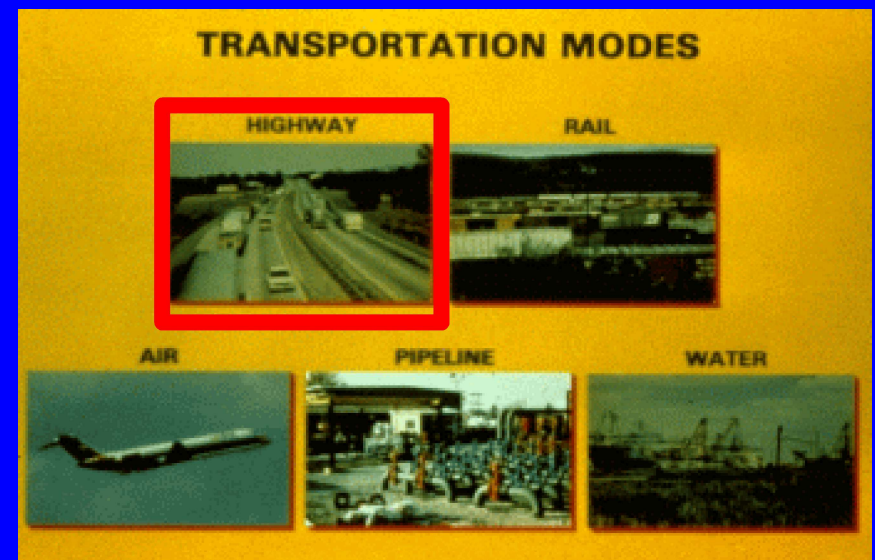 TRANSPORTATION MODES
HIGHWAY RAIL
AIR PIPELINE WATER